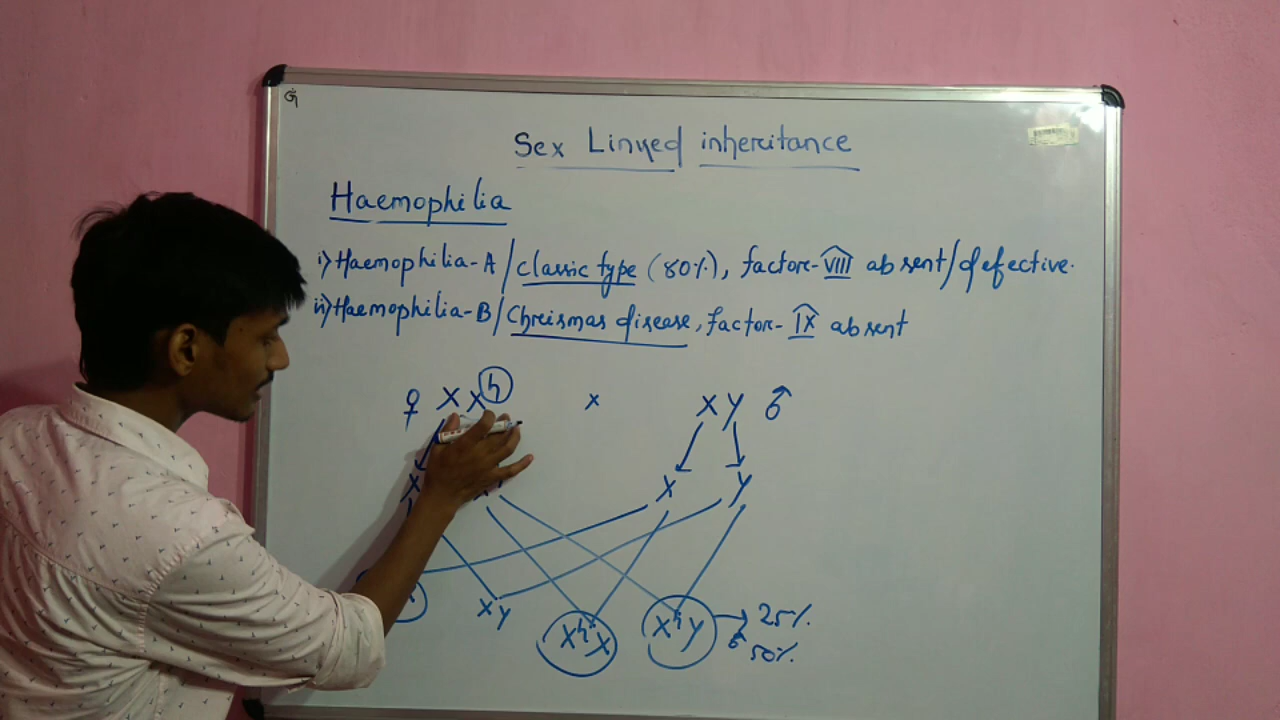 G
Sex Linked inheritance
Haemophilia
i) Haemophilia-A/classic type (80%), factor-VIII absent/defective.
ii) Haemophilia-B/Chreismas disease, factor-IX absent
♀ X X^h x X Y ♂
X X Y
X Y X^h X X^h Y → 25%
♂ 50%.